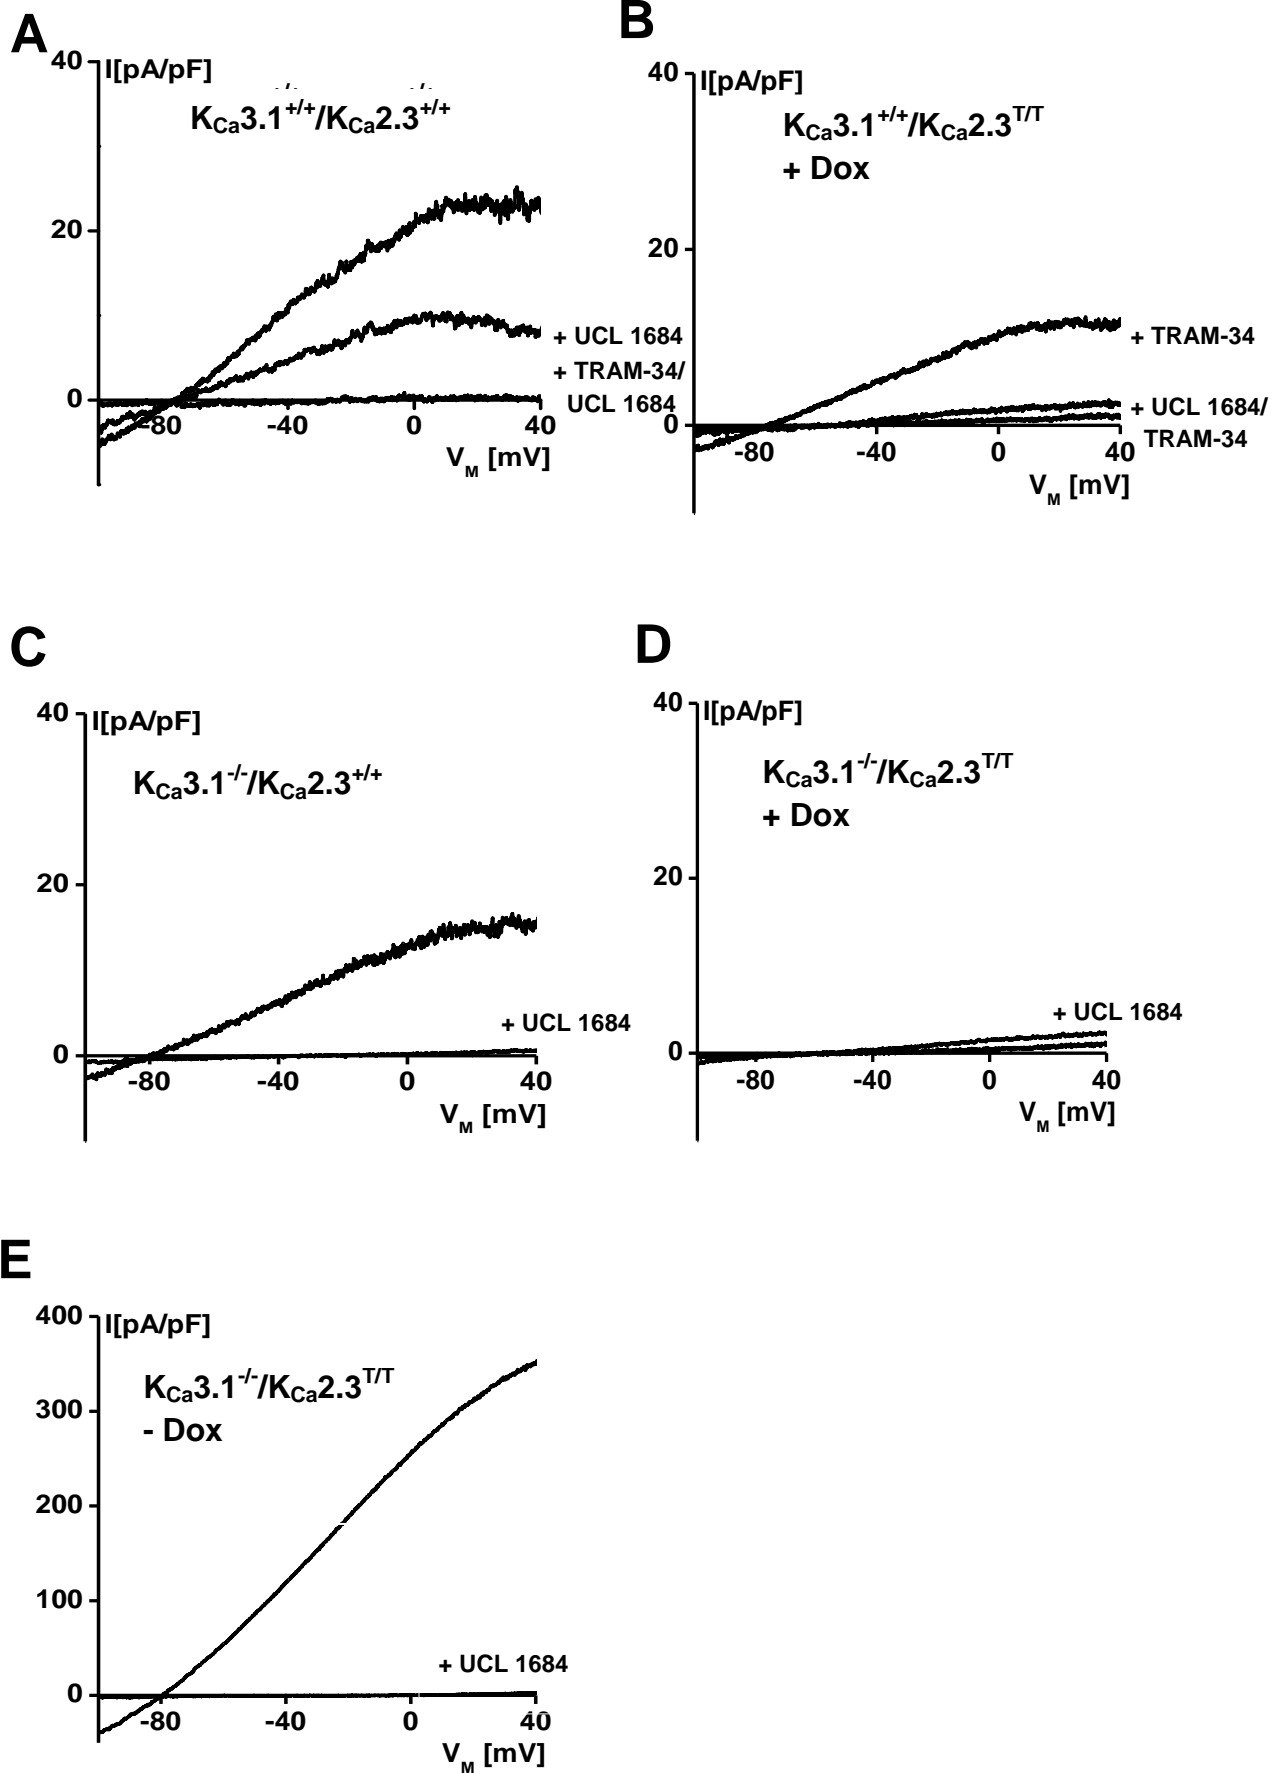 A
40
I[pA/pF]
KCa3.1+/+/KCa2.3+/+
20
+ UCL 1684
+ TRAM-34/
UCL 1684
0
-80
-40
0
40
VM [mV]
B
40
I[pA/pF]
KCa3.1+/+/KCa2.3T/T
+ Dox
20
+ TRAM-34
+ UCL 1684/
TRAM-34
0
-80
-40
0
40
VM [mV]
C
40
I[pA/pF]
KCa3.1-/-/KCa2.3+/+
20
+ UCL 1684
0
-80
-40
0
40
VM [mV]
D
40
I[pA/pF]
KCa3.1-/-/KCa2.3T/T
+ Dox
20
+ UCL 1684
0
-80
-40
0
40
VM [mV]
E
400
I[pA/pF]
KCa3.1-/-/KCa2.3T/T
- Dox
300
200
100
+ UCL 1684
0
-80
-40
0
40
VM [mV]